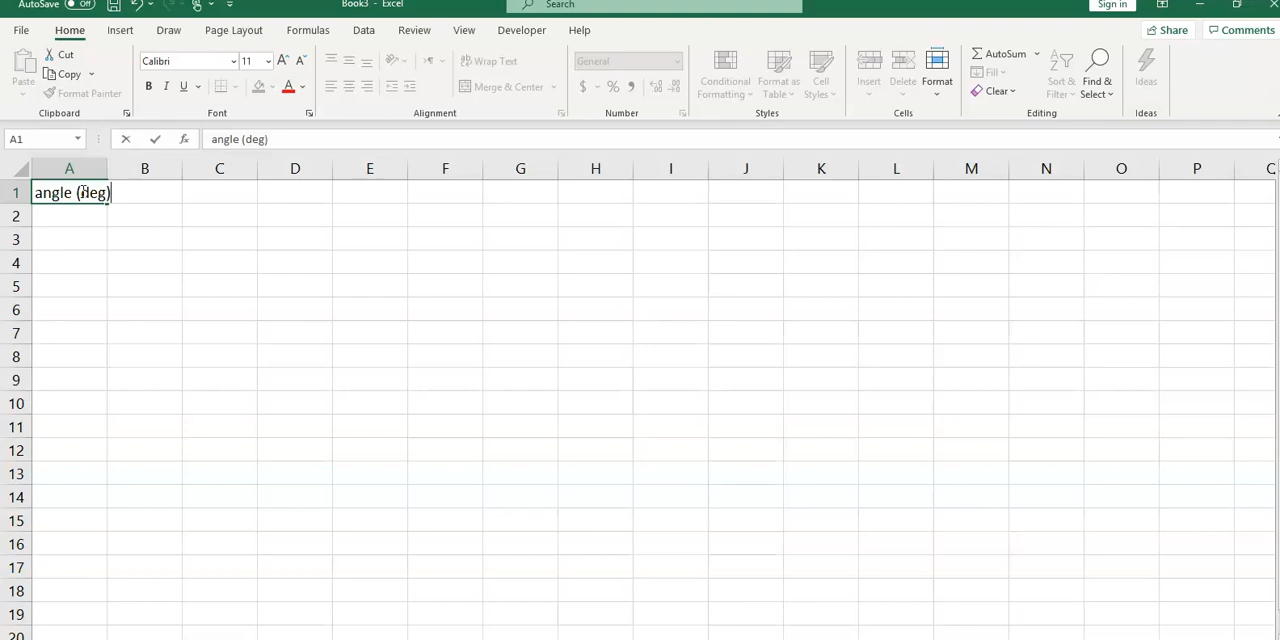 AutoSave Off Book3 - Excel Search Sign in
File Home Insert Draw Page Layout Formulas Data Review View Developer Help Share Comments
Paste
Cut
Copy
Format Painter
Clipboard
Calibri 11
B I U
Font
Wrap Text
Merge & Center
Alignment
General
$ % ,
Number
Conditional Formatting
Format as Table
Cell Styles
Styles
Insert Delete Format
Cells
AutoSum
Fill
Clear
Sort & Filter
Find & Select
Editing
Ideas
Ideas
A1 fx angle (deg)
A B C D E F G H I J K L M N O P Q
1 angle (deg)
2
3
4
5
6
7
8
9
10
11
12
13
14
15
16
17
18
19
20